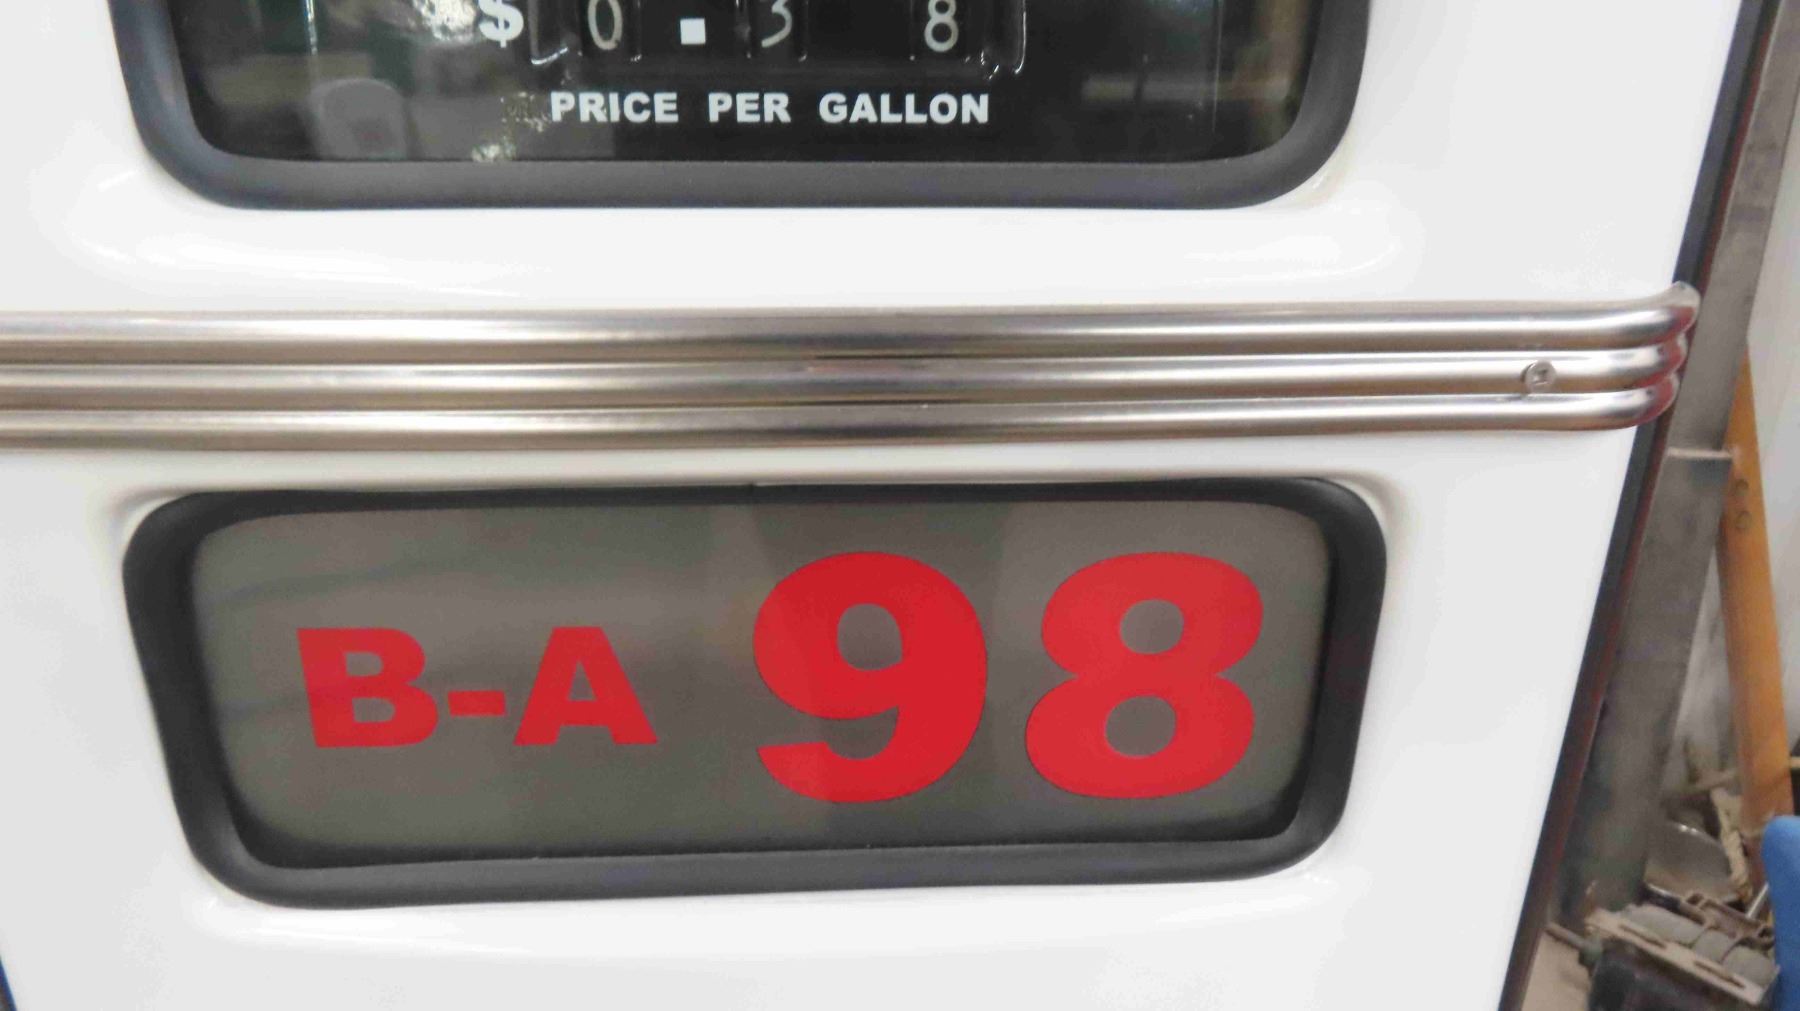 $ 0.38
PRICE PER GALLON
B-A 98